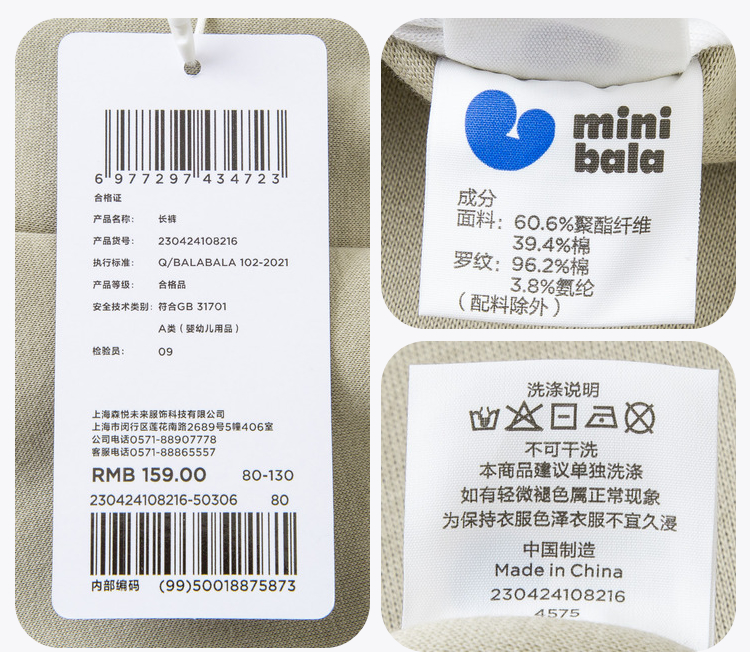 6 977297 434723
合格证
产品名称: 长裤
产品货号: 230424108216
执行标准: Q/BALABALA 102-2021
产品等级: 合格品
安全技术类别: 符合GB 31701
A类（婴幼儿用品）
检验员: 09
上海森悦未来服饰科技有限公司
上海市闵行区莲花南路2689号5幢406室
公司电话0571-88907778
客服电话0571-88865557
RMB 159.00 80-130
230424108216-50306 80
内部编码 (99)50018875873
mini
bala
成分
面料: 60.6%聚酯纤维
39.4%棉
罗纹: 96.2%棉
3.8%氨纶
（配料除外）
洗涤说明
不可干洗
本商品建议单独洗涤
如有轻微褪色属正常现象
为保持衣服色泽衣服不宜久浸
中国制造
Made in China
230424108216
4575